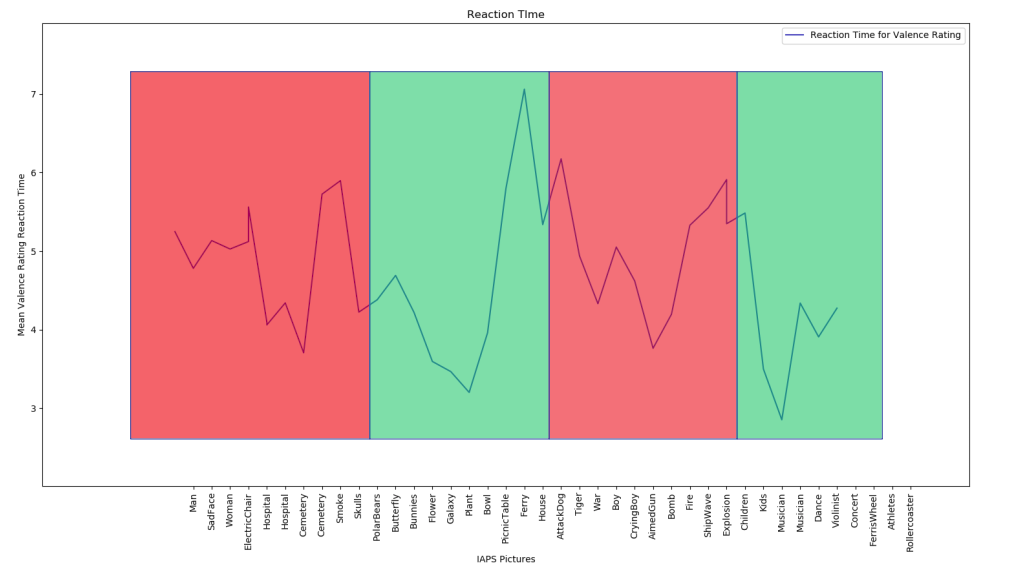 Reaction TIme
Reaction Time for Valence Rating
Mean Valence Rating Reaction Time
7
6
5
4
3
Man
SadFace
Woman
ElectricChair
Hospital
Hospital
Cemetery
Cemetery
Smoke
Skulls
PolarBears
Butterfly
Bunnies
Flower
Galaxy
Plant
Bowl
PicnicTable
Ferry
House
AttackDog
Tiger
War
Boy
CryingBoy
AimedGun
Bomb
Fire
ShipWave
Explosion
Children
Kids
Musician
Musician
Dance
Violinist
Concert
FerrisWheel
Athletes
Rollercoaster
IAPS Pictures